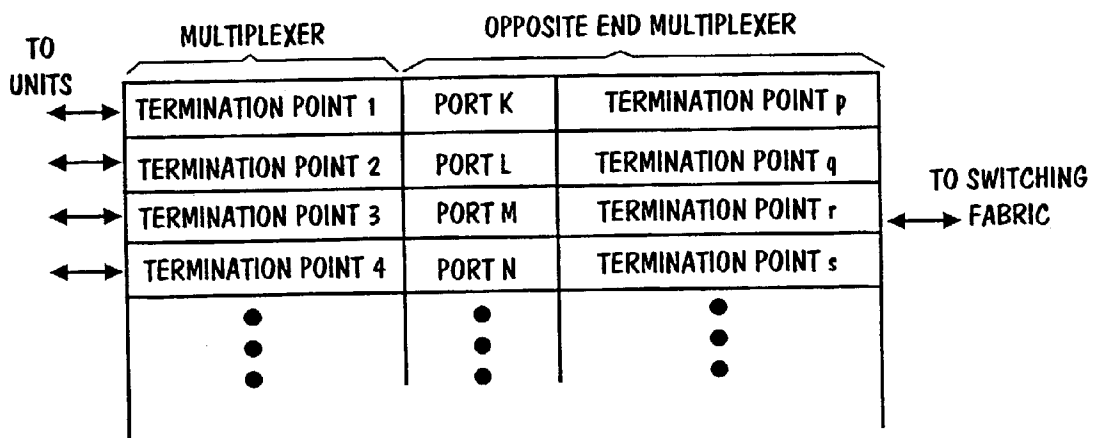 MULTIPLEXER
OPPOSITE END MULTIPLEXER
TO
UNITS
TERMINATION POINT 1 PORT K TERMINATION POINT p
TERMINATION POINT 2 PORT L TERMINATION POINT q
TERMINATION POINT 3 PORT M TERMINATION POINT r
TERMINATION POINT 4 PORT N TERMINATION POINT s
TO SWITCHING
FABRIC